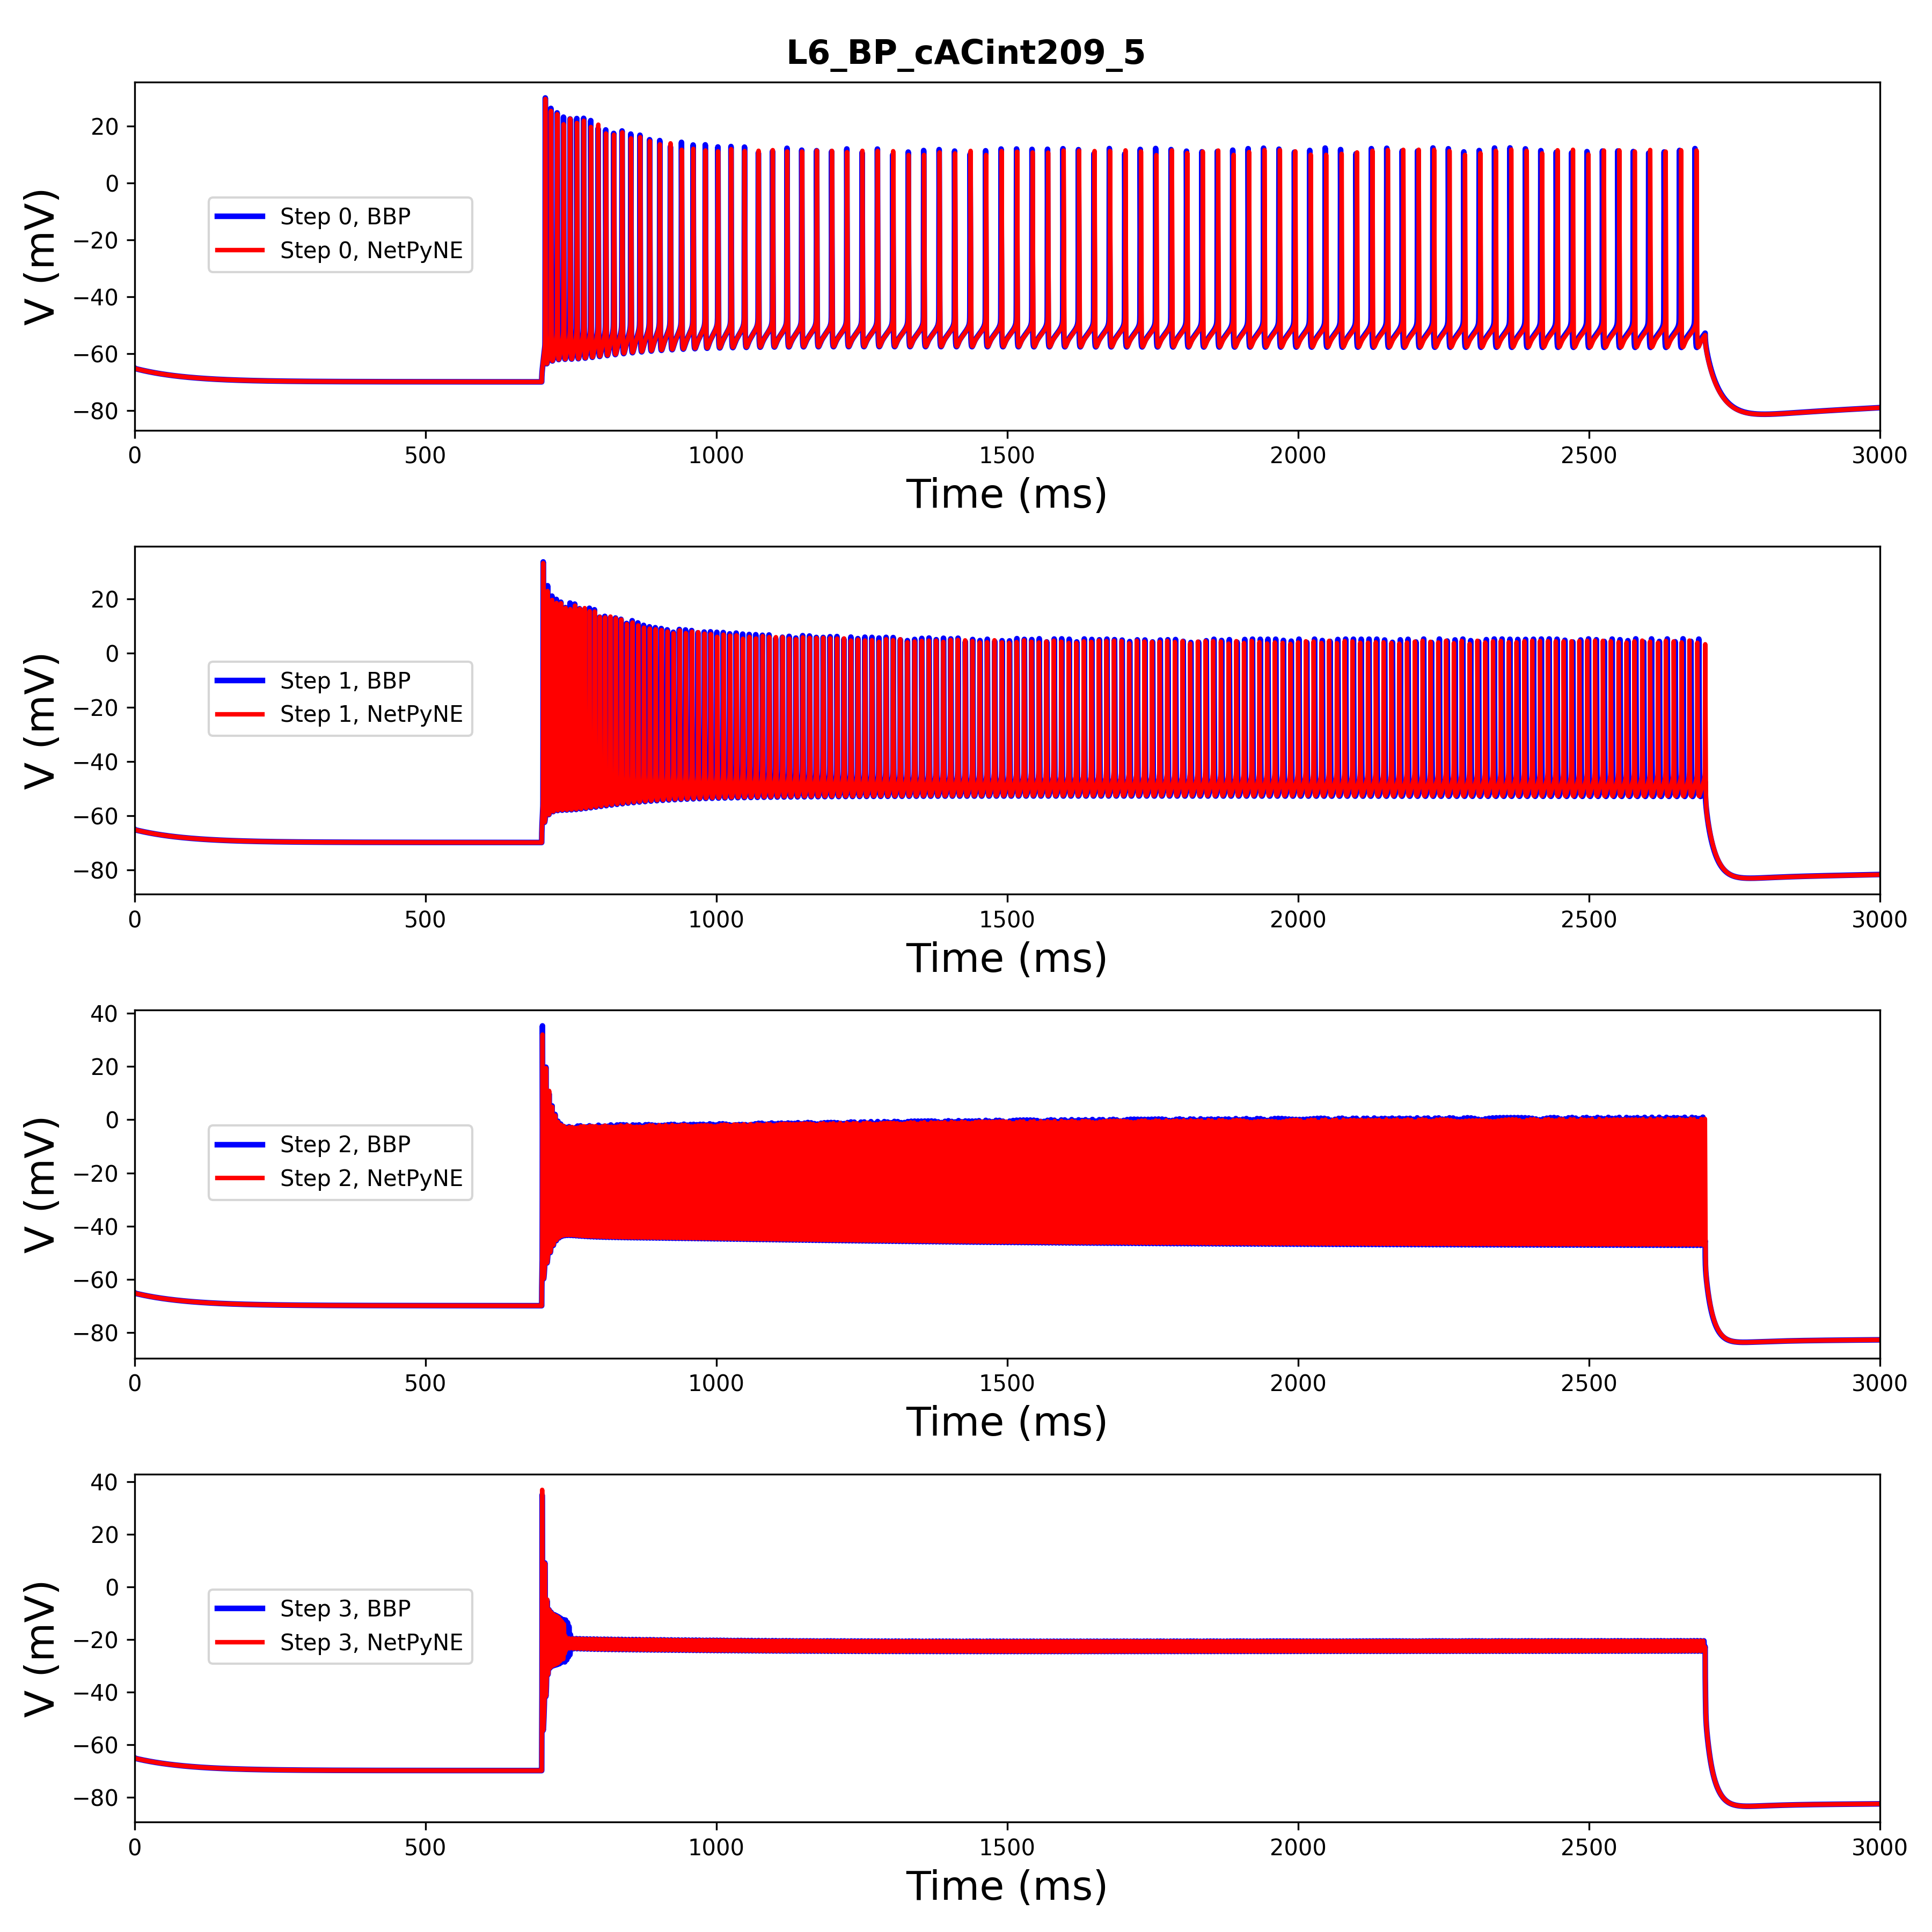 L6_BP_cACint209_5
20
0
−20
−40
−60
−80
V (mV)
Step 0, BBP
Step 0, NetPyNE
0 500 1000 1500 2000 2500 3000
Time (ms)
20
0
−20
−40
−60
−80
V (mV)
Step 1, BBP
Step 1, NetPyNE
0 500 1000 1500 2000 2500 3000
Time (ms)
40
20
0
−20
−40
−60
−80
V (mV)
Step 2, BBP
Step 2, NetPyNE
0 500 1000 1500 2000 2500 3000
Time (ms)
40
20
0
−20
−40
−60
−80
V (mV)
Step 3, BBP
Step 3, NetPyNE
0 500 1000 1500 2000 2500 3000
Time (ms)